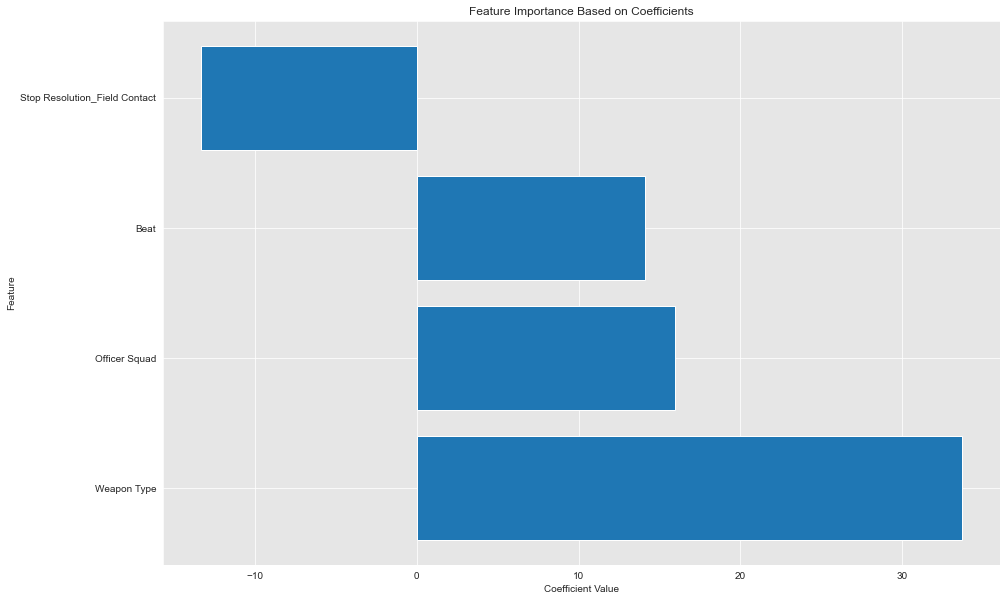 Feature Importance Based on Coefficients
Feature
Stop Resolution_Field Contact
Beat
Officer Squad
Weapon Type
−10
0
10
20
30
Coefficient Value